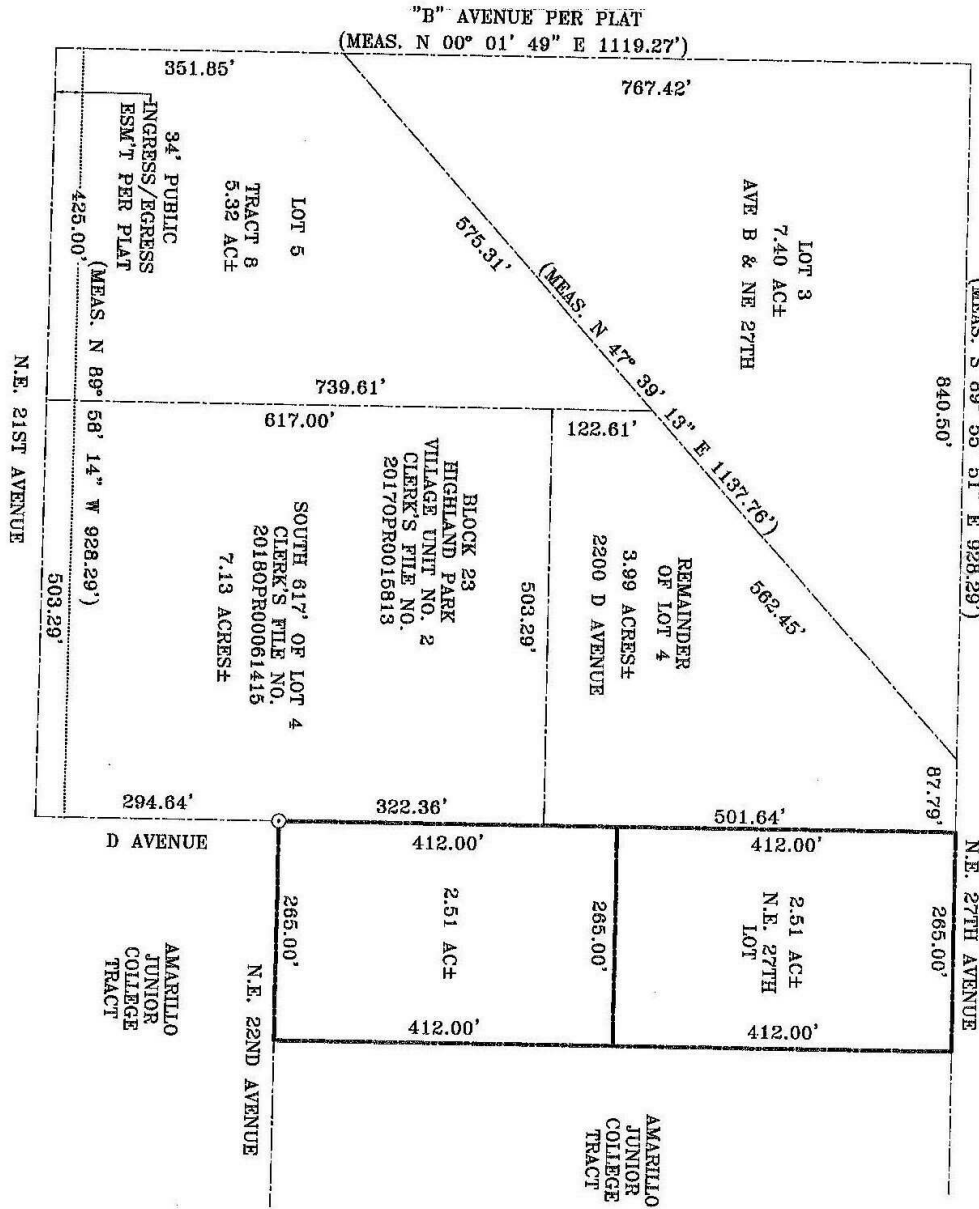 "B" AVENUE PER PLAT
(MEAS. N 00° 01' 49" E 1119.27')
351.85'
767.42'
34' PUBLIC
INGRESS/EGRESS
ESM'T PER PLAT
LOT 5
TRACT 8
5.32 AC±
LOT 3
7.40 AC±
AVE B & NE 27TH
(MEAS. S 89° 55' 51" E 928.29')
840.50'
87.79'
575.31'
(MEAS. N 47° 39' 13" E 1137.76')
562.45'
425.00'
(MEAS. N 89° 58' 14" W 928.29')
503.29'
N.E. 21ST AVENUE
739.61'
617.00'
122.61'
BLOCK 23
HIGHLAND PARK
VILLAGE UNIT NO. 2
CLERK'S FILE NO.
2017OPR0015813
SOUTH 617' OF LOT 4
CLERK'S FILE NO.
2018OPR00061415
7.13 ACRES±
503.29'
REMAINDER
OF LOT 4
3.99 ACRES±
2200 D AVENUE
294.64'
322.36'
501.64'
D AVENUE
412.00'
412.00'
265.00'
2.51 AC±
265.00'
2.51 AC±
N.E. 27TH
LOT
265.00'
N.E. 27TH AVENUE
412.00'
412.00'
N.E. 22ND AVENUE
AMARILLO
JUNIOR
COLLEGE
TRACT
AMARILLO
JUNIOR
COLLEGE
TRACT